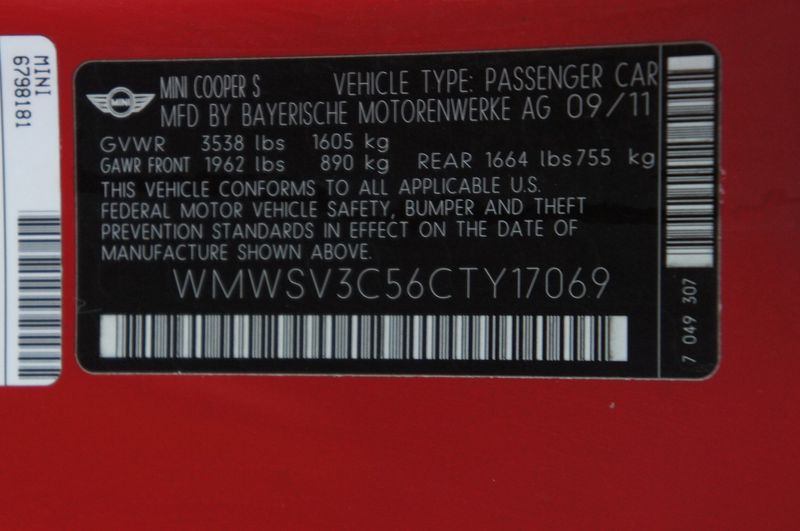 MINI
6798181
MINI
MINI COOPER S VEHICLE TYPE: PASSENGER CAR
MFD BY BAYERISCHE MOTORENWERKE AG 09/11
GVWR 3538 lbs 1605 kg
GAWR FRONT 1962 lbs 890 kg REAR 1664 lbs 755 kg
THIS VEHICLE CONFORMS TO ALL APPLICABLE U.S.
FEDERAL MOTOR VEHICLE SAFETY, BUMPER AND THEFT
PREVENTION STANDARDS IN EFFECT ON THE DATE OF
MANUFACTURE SHOWN ABOVE.
WMWSV3C56CTY17069
7 049 307